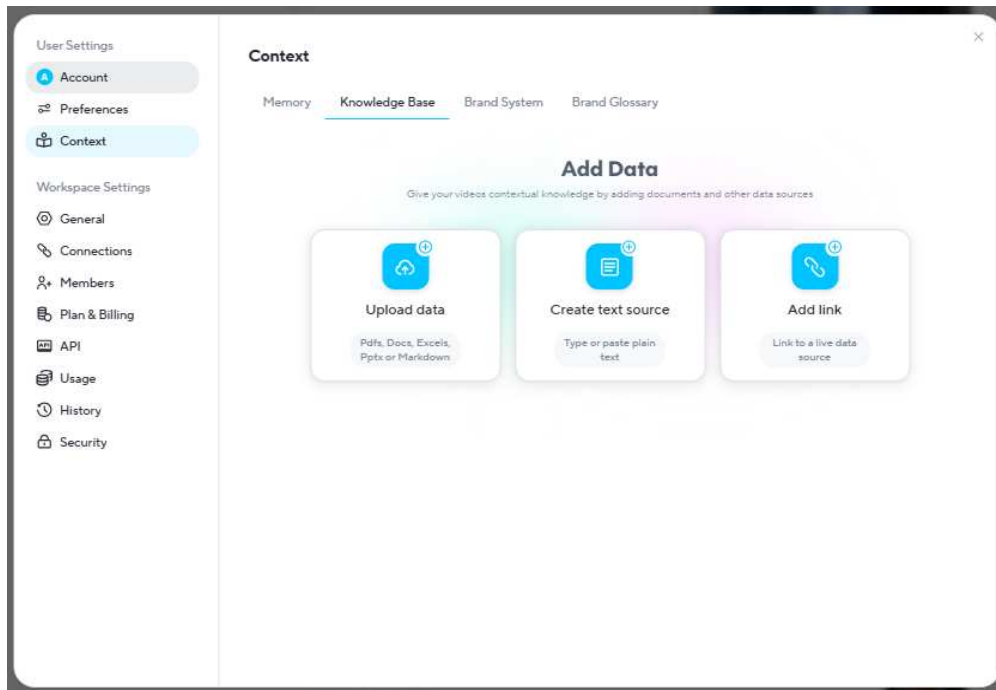 User Settings
A Account
Preferences
Context
Workspace Settings
General
Connections
Members
Plan & Billing
API API
Usage
History
Security
Context
Memory Knowledge Base Brand System Brand Glossary
Add Data
Give your videos contextual knowledge by adding documents and other data sources
Upload data
Pdfs, Docs, Excels,
Pptx or Markdown
Create text source
Type or paste plain
text
Add link
Link to a live data
source